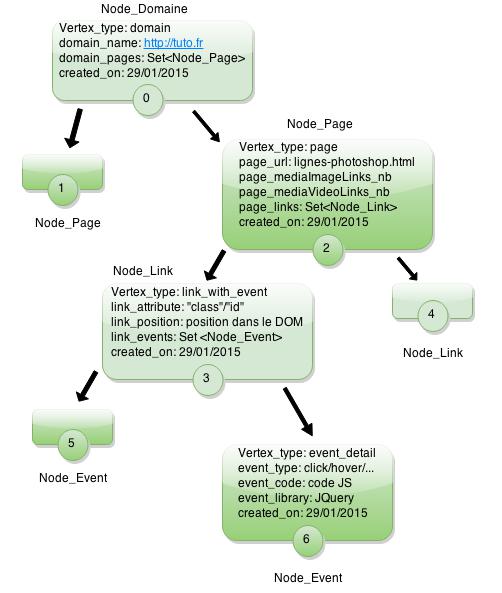 Node_Domaine
Vertex_type: domain
domain_name: http://tuto.fr
domain_pages: Set<Node_Page>
created_on: 29/01/2015
0
Node_Page
1
Node_Page
Vertex_type: page
page_url: lignes-photoshop.html
page_mediaImageLinks_nb
page_mediaVideoLinks_nb
page_links: Set<Node_Link>
created_on: 29/01/2015
2
Node_Link
Vertex_type: link_with_event
link_attribute: "class"/"id"
link_position: position dans le DOM
link_events: Set <Node_Event>
created_on: 29/01/2015
3
4
Node_Link
5
Node_Event
Vertex_type: event_detail
event_type: click/hover/...
event_code: code JS
event_library: JQuery
created_on: 29/01/2015
6
Node_Event